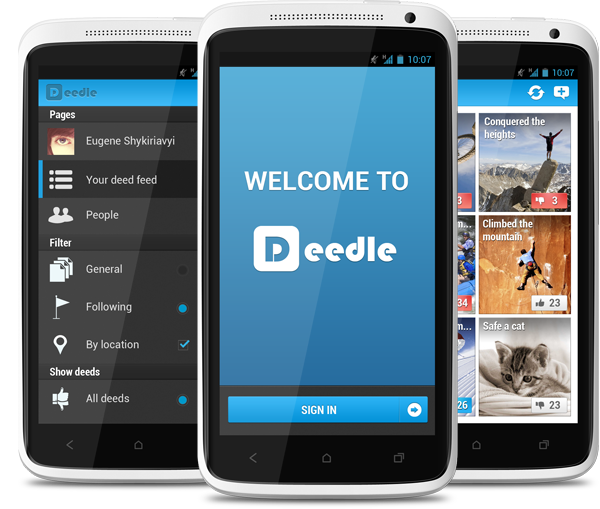 Deedle
Pages
Eugene Shykiriavyi
Your deed feed
People
Filter
General
Following
By location
Show deeds
All deeds
H
10:07
WELCOME TO
Deedle
SIGN IN
H
10:07
Conquered the
heights
3
3
n...
Climbed the
mountain
34
23
m...
Safe a cat
26
23